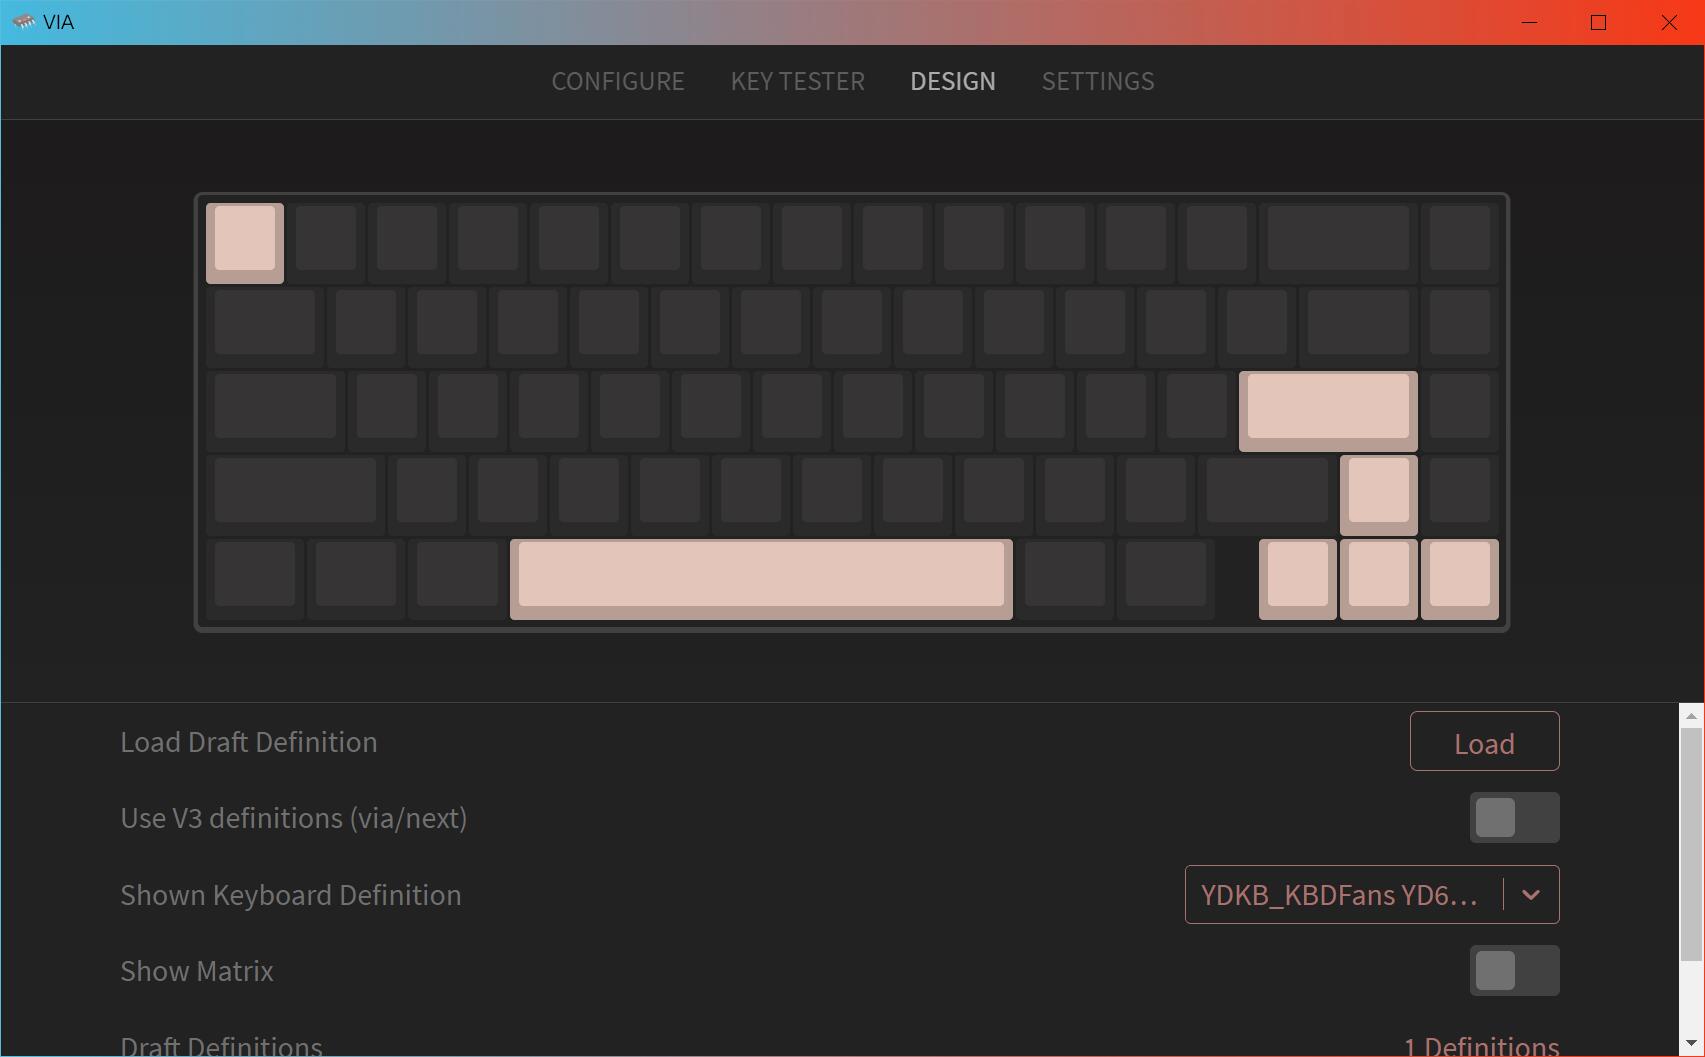 VIA
CONFIGURE KEY TESTER DESIGN SETTINGS
Load Draft Definition Load
Use V3 definitions (via/next)
Shown Keyboard Definition YDKB_KBDFans YD6...
Show Matrix
Draft Definitions 1 Definitions